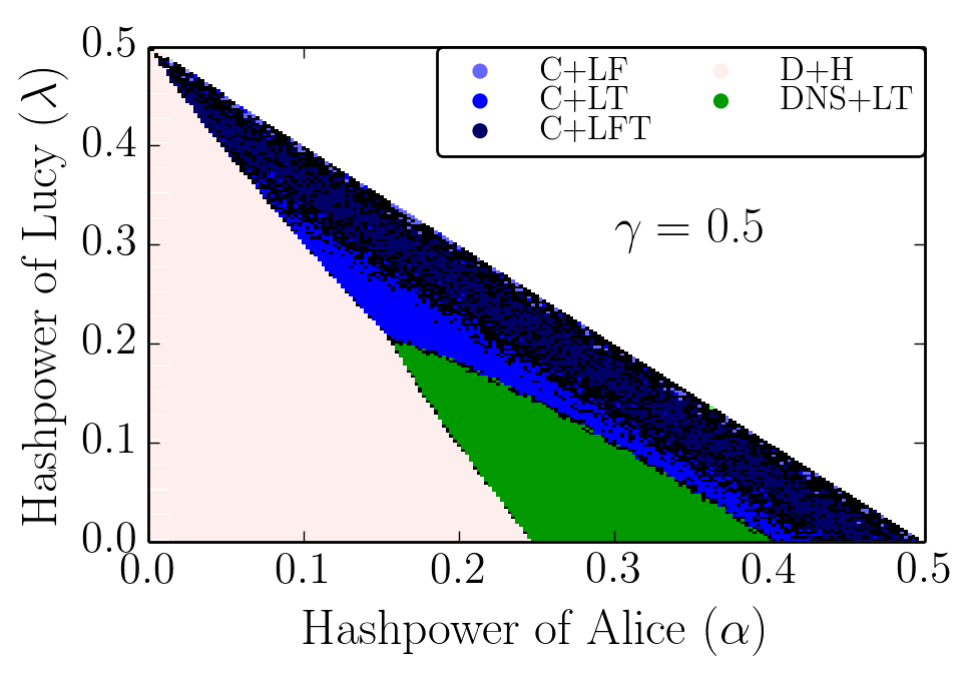 0.5
0.4
0.3
0.2
0.1
0.0
Hashpower of Lucy (λ)
C+LF D+H
C+LT DNS+LT
C+LFT
γ = 0.5
0.0 0.1 0.2 0.3 0.4 0.5
Hashpower of Alice (α)